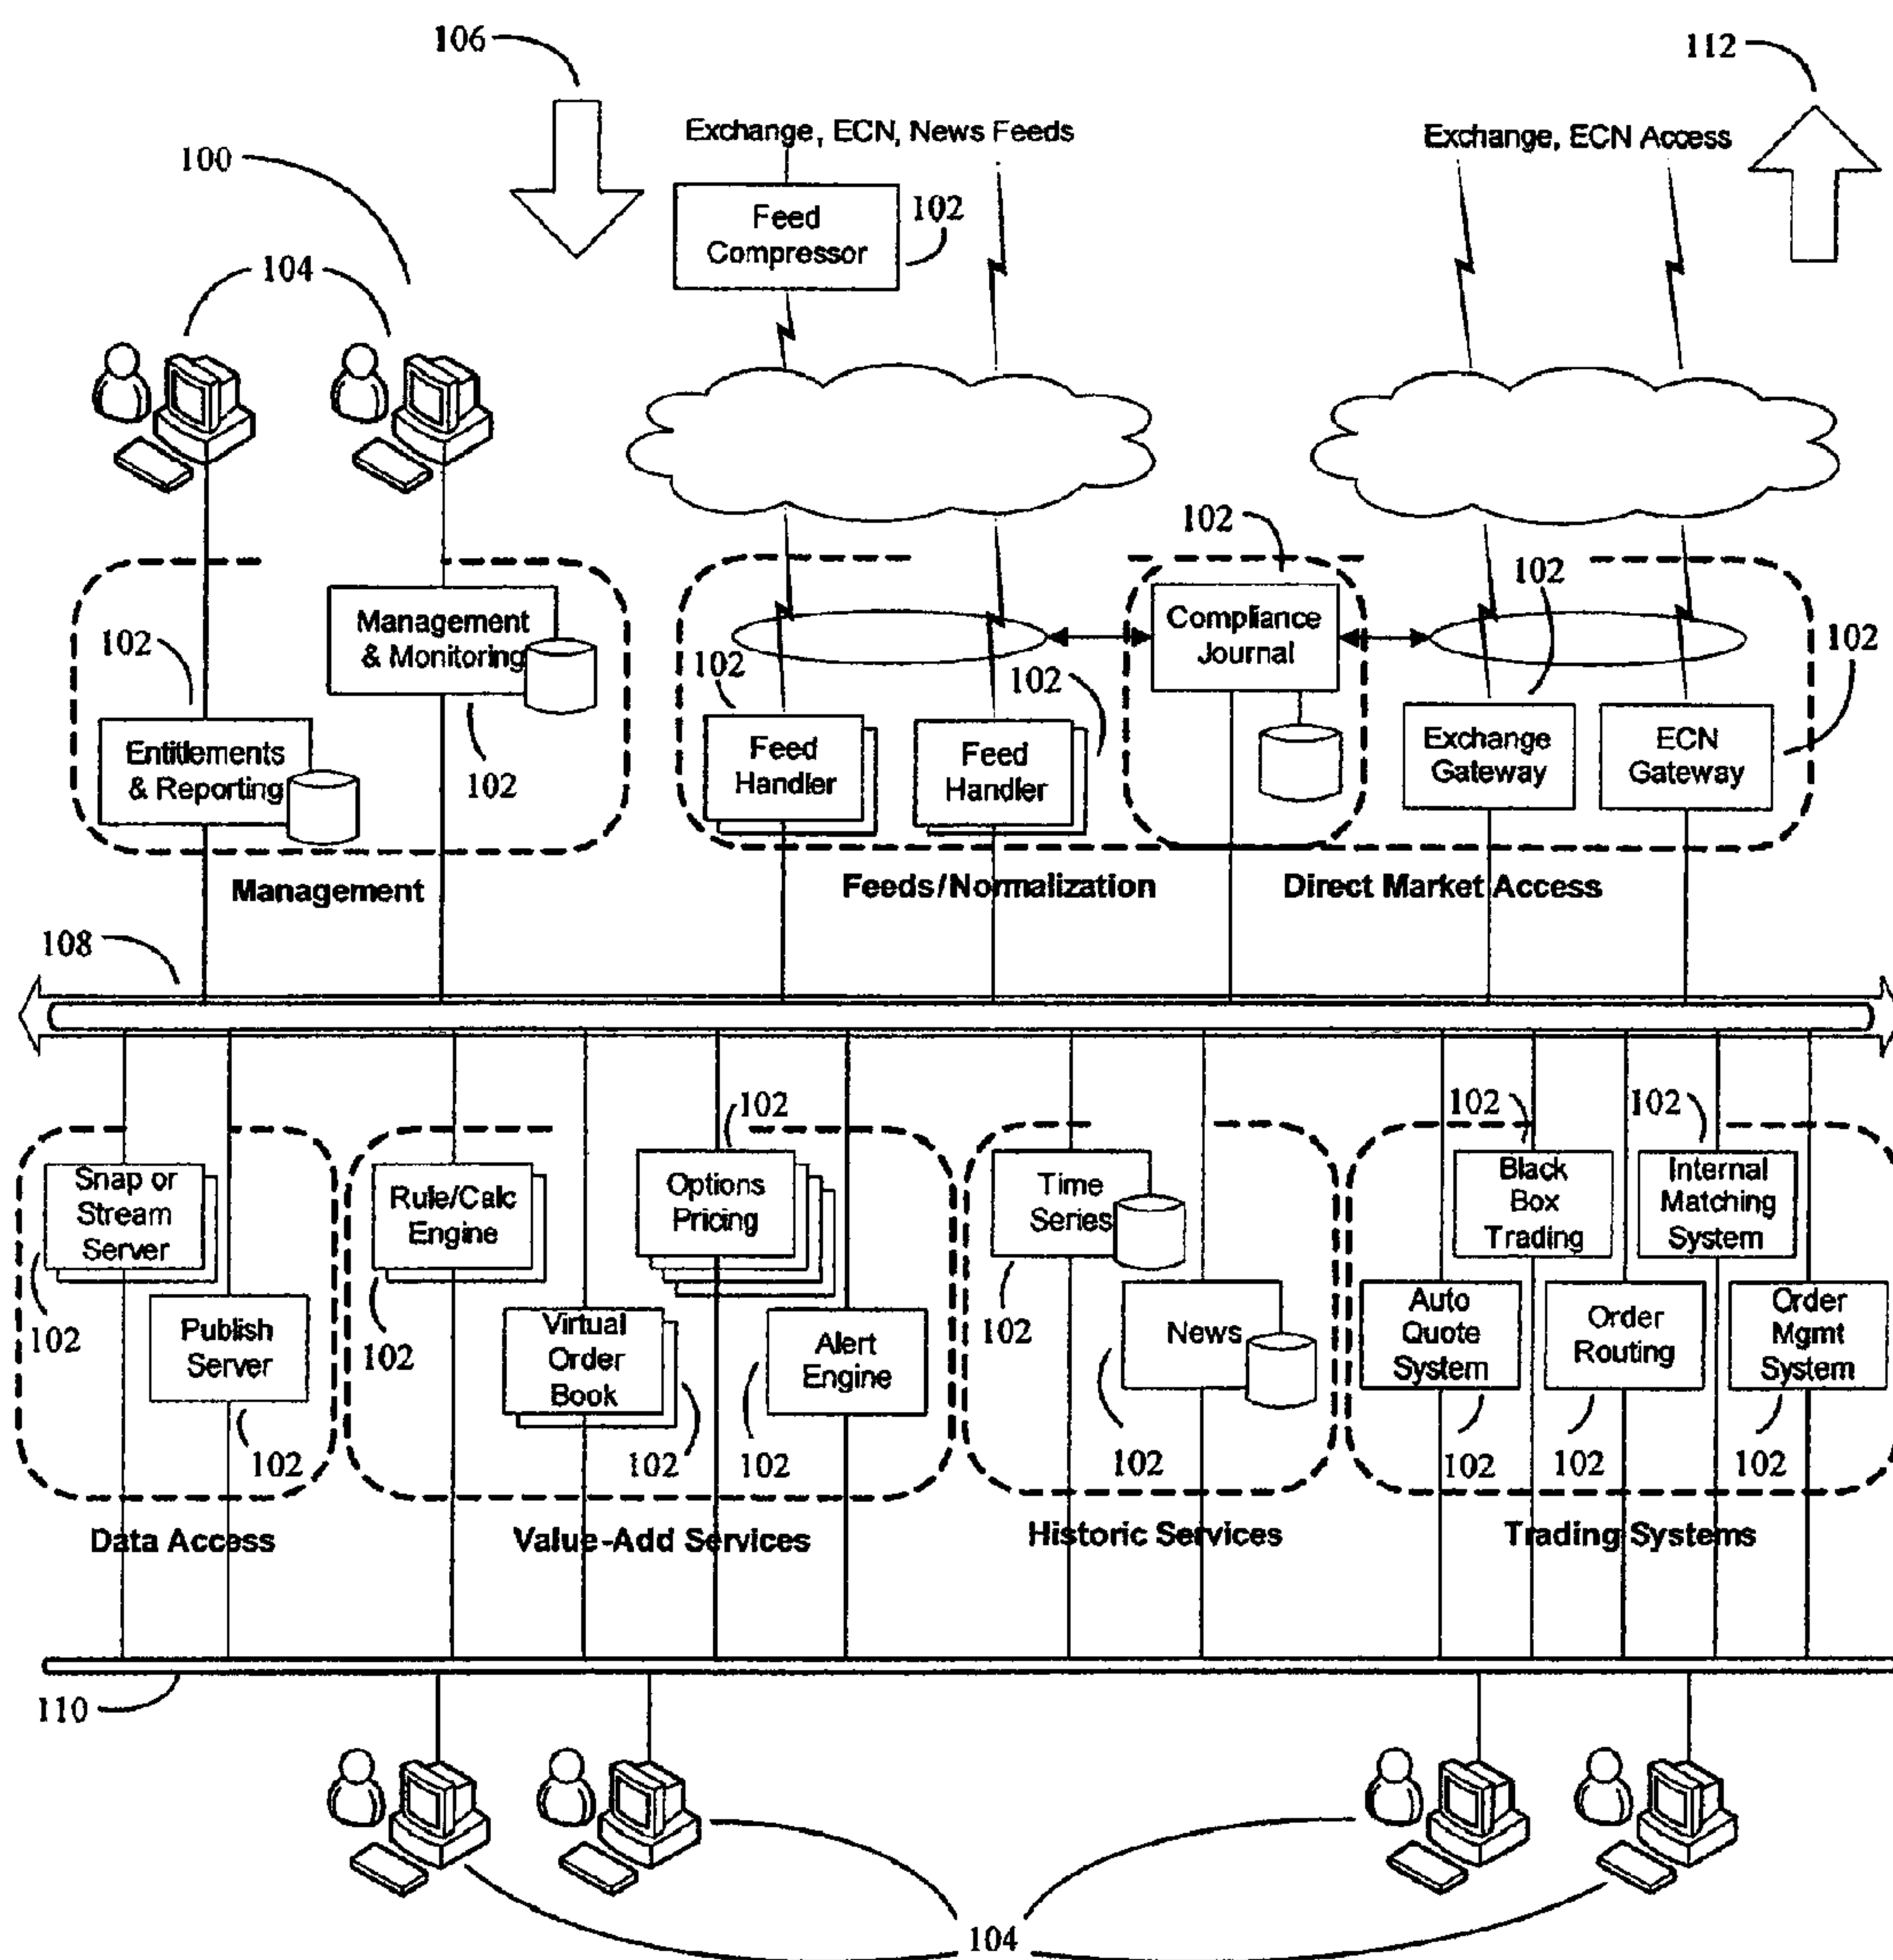 106
112
Exchange, ECN, News Feeds
Exchange, ECN Access
100
Feed
Compressor
102
104
102
102
Management
& Monitoring
Compliance
Journal
102
102
102
102
Entitlements
& Reporting
102
Feed
Handler
Feed
Handler
Exchange
Gateway
ECN
Gateway
Management
Feeds/Normalization
Direct Market Access
108
102
102
102
Snap or
Stream
Server
Rule/Calc
Engine
Options
Pricing
Time
Series
Black
Box
Trading
Internal
Matching
System
102
Publish
Server
102
Virtual
Order
Book
102
Alert
Engine
102
News
Auto
Quote
System
Order
Routing
Order
Mgmt
System
102
102
102
102
102
102
Data Access
Value-Add Services
Historic Services
Trading Systems
110
104